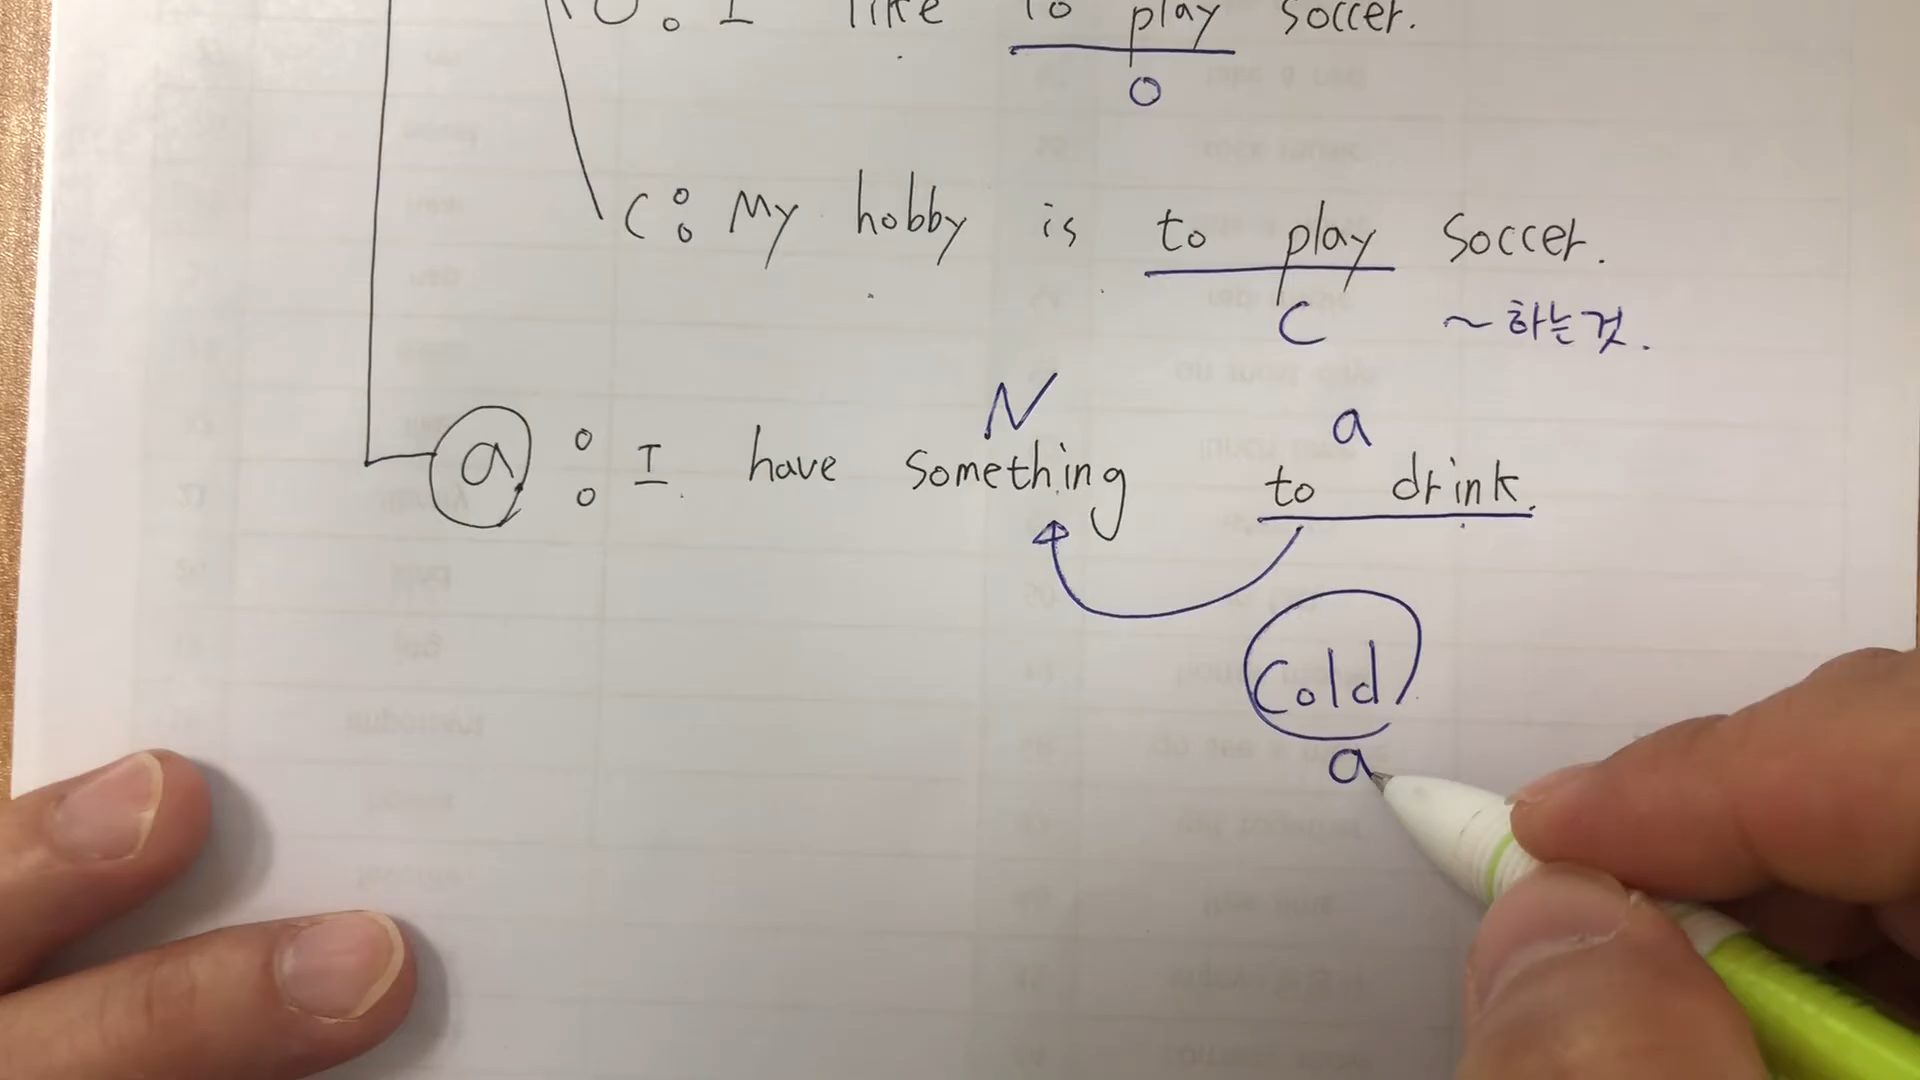 O: I like to play soccer.
O
C: My hobby is to play soccer.
C ~하는것.
N a
a: I have something to drink.
Cold
a